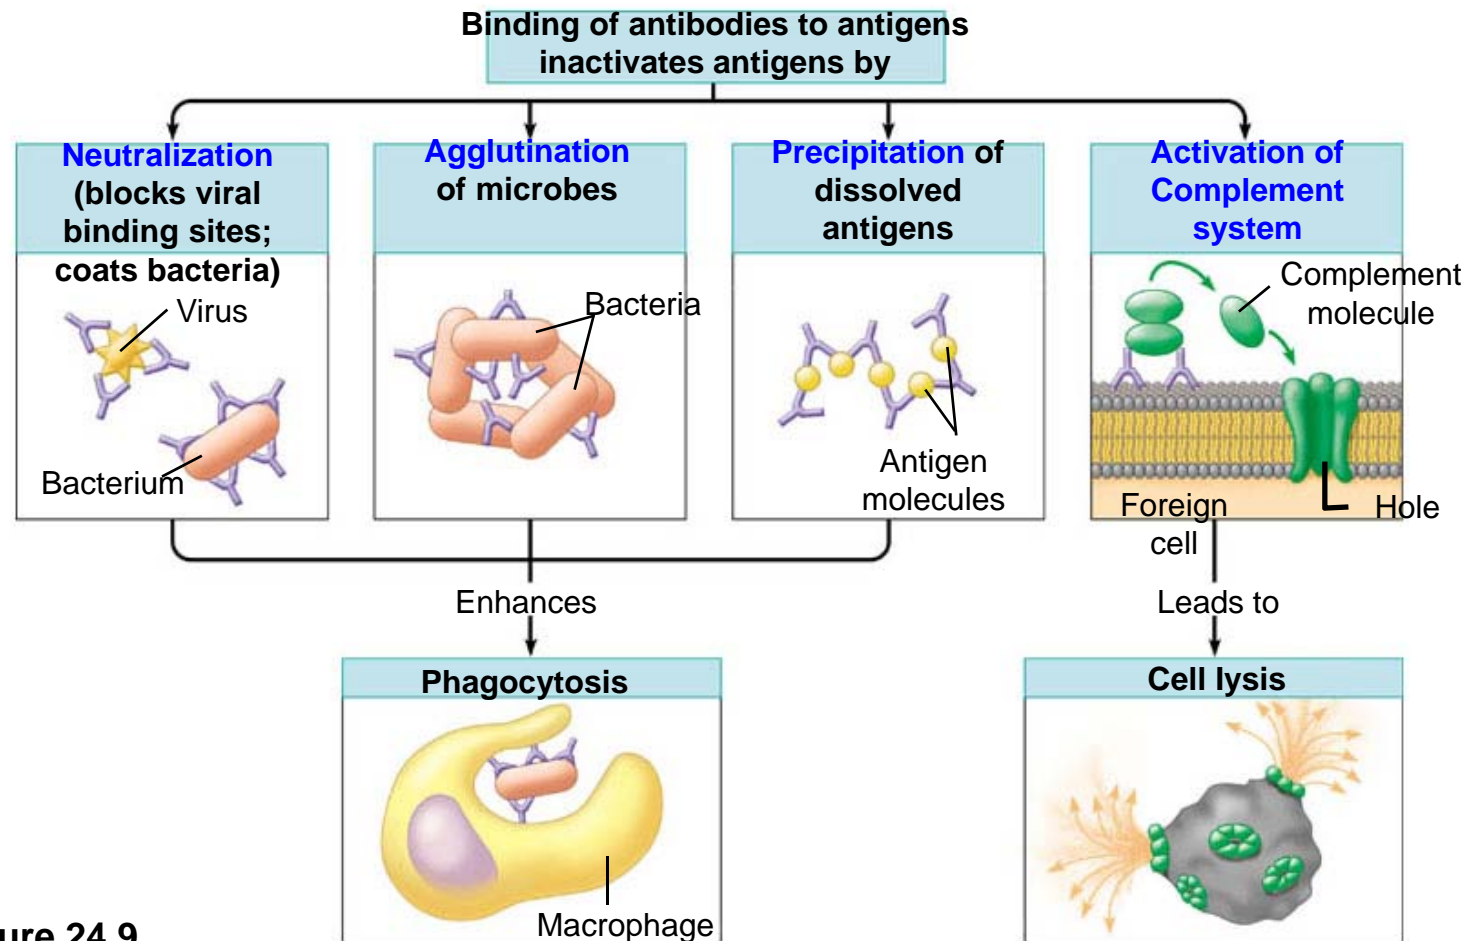 Binding of antibodies to antigens
inactivates antigens by
Neutralization
(blocks viral
binding sites;
coats bacteria)
Virus
Bacterium
Agglutination
of microbes
Bacteria
Precipitation of
dissolved
antigens
Antigen
molecules
Activation of
Complement
system
Complement
molecule
Foreign
cell
Hole
Enhances
Leads to
Phagocytosis
Macrophage
Cell lysis
24.9